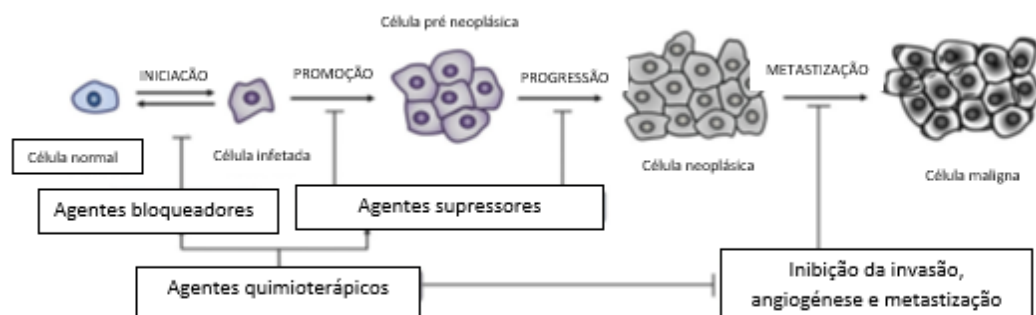 Célula pré neoplásica
INICIAÇÃO
PROMOÇÃO
PROGRESSÃO
METASTIZAÇÃO
Célula normal
Célula infetada
Célula neoplásica
Célula maligna
Agentes bloqueadores
Agentes supressores
Agentes quimioterápicos
Inibição da invasão,
angiogénese e metastização